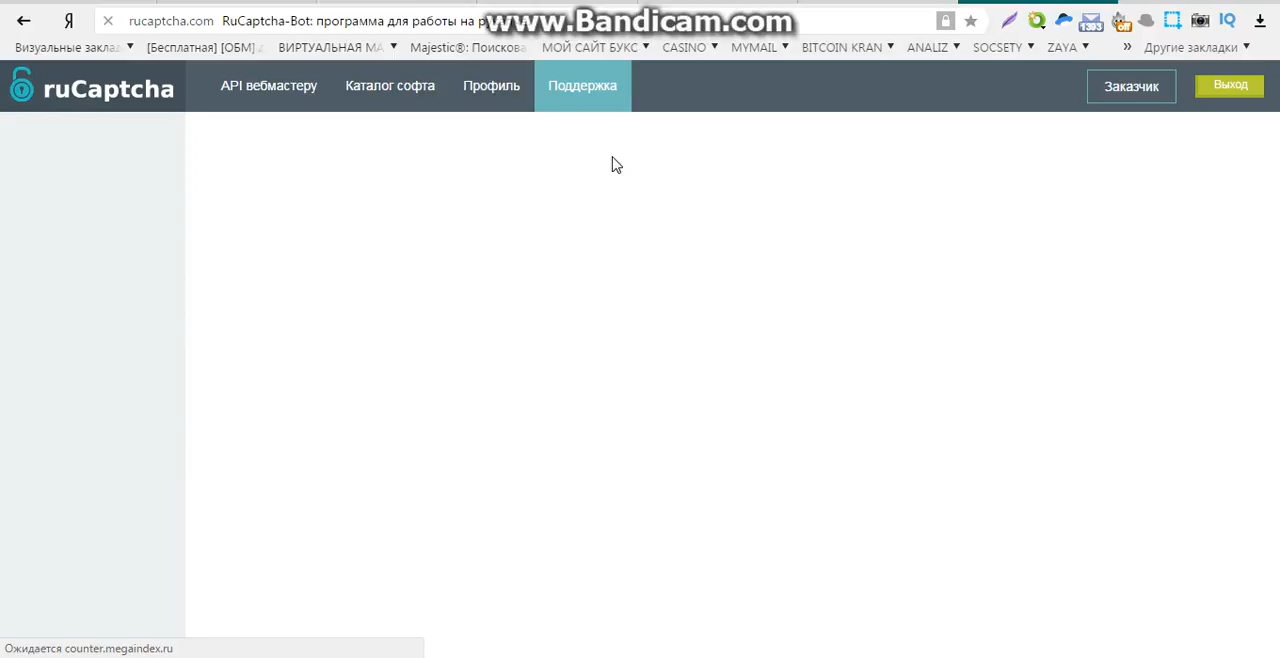 www.Bandicam.com
Я rucaptcha.com RuCaptcha-Bot: программа для работы на
Визуальные заклад [Бесплатная] [ОБМ] ВИРТУАЛЬНАЯ МА Majestic®: Поискова МОЙ САЙТ БУКС CASINO MYMAIL BITCOIN KRAN ANALIZ SOCSETY ZAYA » Другие закладки
ruCaptcha API вебмастеру Каталог софта Профиль Поддержка Заказчик Выход
Ожидается counter.megaindex.ru